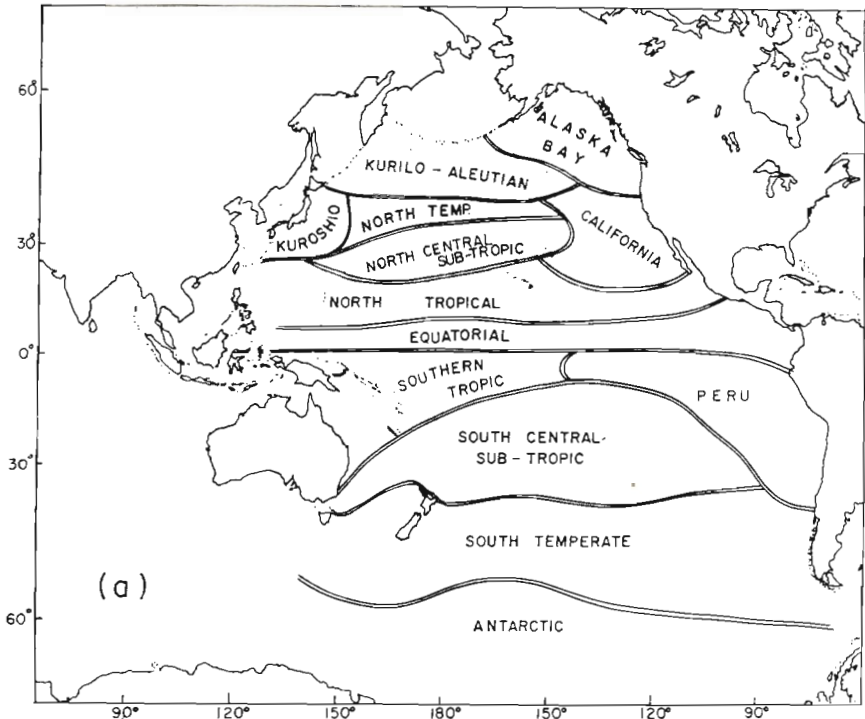 60°
ALASKA
BAY
KURILO - ALEUTIAN
KUROSHIO
NORTH TEMP.
CALIFORNIA
30°
NORTH CENTRAL
SUB-TROPIC
NORTH TROPICAL
EQUATORIAL
0°
SOUTHERN
TROPIC
PERU
SOUTH CENTRAL-
SUB-TROPIC
30°
SOUTH TEMPERATE
(a)
60°
ANTARCTIC
90° 120° 150° 180° 150° 120° 90°